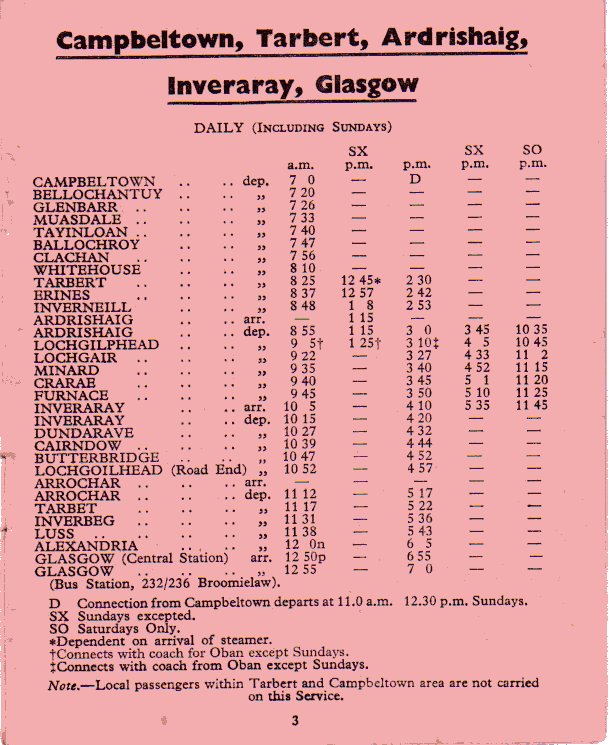 Campbeltown, Tarbert, Ardrishaig,
Inveraray, Glasgow
DAILY (INCLUDING SUNDAYS)
SX SX SO
a.m. p.m. p.m. p.m. p.m.
CAMPBELTOWN .. .. dep. 7 0 — D — —
BELLOCHANTUY .. .. „ 7 20 — — — —
GLENBARR .. .. .. „ 7 26 — — — —
MUASDALE .. .. .. „ 7 33 — — — —
TAYINLOAN .. .. .. „ 7 40 — — — —
BALLOCHROY .. .. „ 7 47 — — — —
CLACHAN .. .. .. „ 7 56 — — — —
WHITEHOUSE .. .. „ 8 10 — — — —
TARBERT .. .. .. „ 8 25 12 45* 2 30 — —
ERINES .. .. .. „ 8 37 12 57 2 42 — —
INVERNEILL .. .. „ 8 48 1 8 2 53 — —
ARDRISHAIG .. .. arr. — 1 15 — — —
ARDRISHAIG .. .. dep. 8 55 1 15 3 0 3 45 10 35
LOCHGILPHEAD .. .. „ 9 5† 1 25† 3 10‡ 4 5 10 45
LOCHGAIR .. .. .. „ 9 22 — 3 27 4 33 11 2
MINARD .. .. .. „ 9 35 — 3 40 4 52 11 15
CRARAE .. .. .. „ 9 40 — 3 45 5 1 11 20
FURNACE .. .. .. „ 9 45 — 3 50 5 10 11 25
INVERARAY .. .. arr. 10 5 — 4 10 5 35 11 45
INVERARAY .. .. dep. 10 15 — 4 20 — —
DUNDARAVE .. .. „ 10 27 — 4 32 — —
CAIRNDOW .. .. .. „ 10 39 — 4 44 — —
BUTTERBRIDGE .. .. „ 10 47 — 4 52 — —
LOCHGOILHEAD (Road End) „ 10 52 — 4 57 — —
ARROCHAR .. .. .. arr. — — — — —
ARROCHAR .. .. .. dep. 11 12 — 5 17 — —
TARBET .. .. .. „ 11 17 — 5 22 — —
INVERBEG .. .. .. „ 11 31 — 5 36 — —
LUSS .. .. .. .. „ 11 38 — 5 43 — —
ALEXANDRIA .. .. „ 12 0n — 6 5 — —
GLASGOW (Central Station) arr. 12 50p — 6 55 — —
GLASGOW .. .. .. „ 12 55 — 7 0 — —
(Bus Station, 232/236 Broomielaw).
D Connection from Campbeltown departs at 11.0 a.m. 12.30 p.m. Sundays.
SX Sundays excepted.
SO Saturdays Only.
*Dependent on arrival of steamer.
†Connects with coach for Oban except Sundays.
‡Connects with coach from Oban except Sundays.
Note.—Local passengers within Tarbert and Campbeltown area are not carried
on this Service.
3